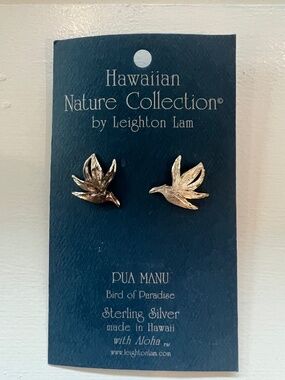 Hawaiian
Nature Collection©
by Leighton Lam
PUA MANU
Bird of Paradise
Sterling Silver
made in Hawaii
with Aloha
www.leightonlam.com